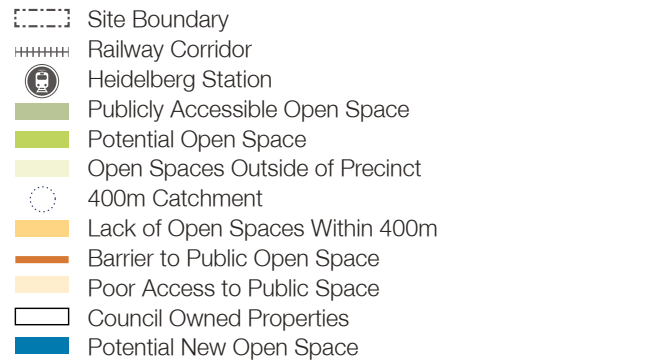 Site Boundary
Railway Corridor
Heidelberg Station
Publicly Accessible Open Space
Potential Open Space
Open Spaces Outside of Precinct
400m Catchment
Lack of Open Spaces Within 400m
Barrier to Public Open Space
Poor Access to Public Space
Council Owned Properties
Potential New Open Space